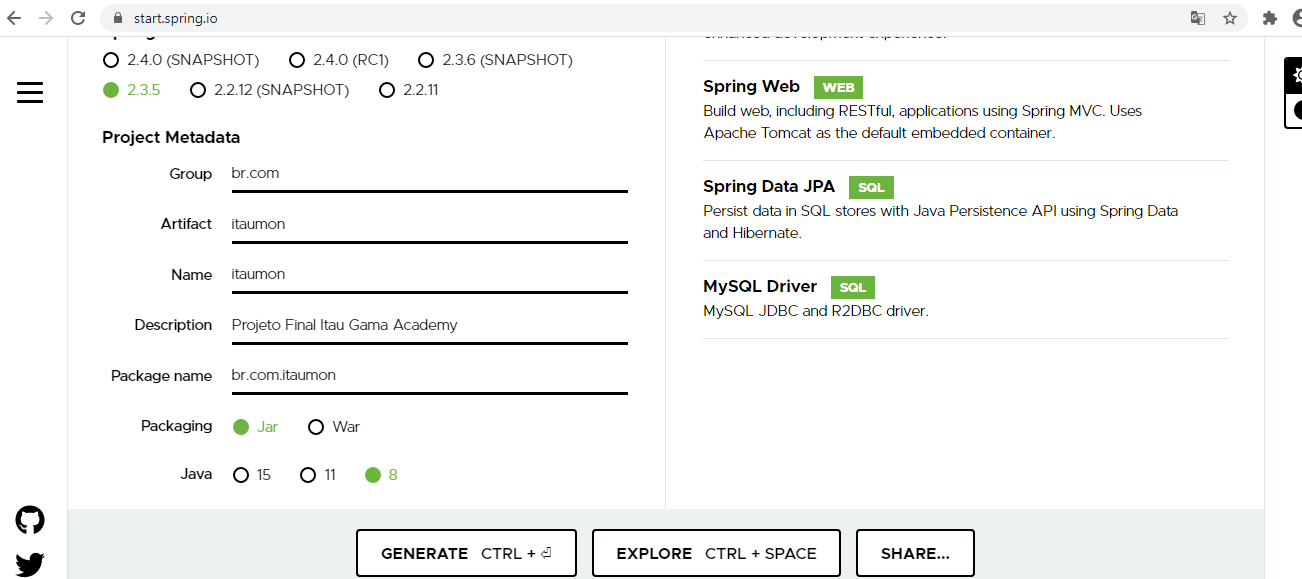 start.spring.io
2.4.0 (SNAPSHOT) 2.4.0 (RC1) 2.3.6 (SNAPSHOT)
2.3.5 2.2.12 (SNAPSHOT) 2.2.11
Project Metadata
Group br.com
Artifact itaumon
Name itaumon
Description Projeto Final Itau Gama Academy
Package name br.com.itaumon
Packaging Jar War
Java 15 11 8
Spring Web WEB
Build web, including RESTful, applications using Spring MVC. Uses
Apache Tomcat as the default embedded container.
Spring Data JPA SQL
Persist data in SQL stores with Java Persistence API using Spring Data
and Hibernate.
MySQL Driver SQL
MySQL JDBC and R2DBC driver.
GENERATE CTRL + ⏎ EXPLORE CTRL + SPACE SHARE...